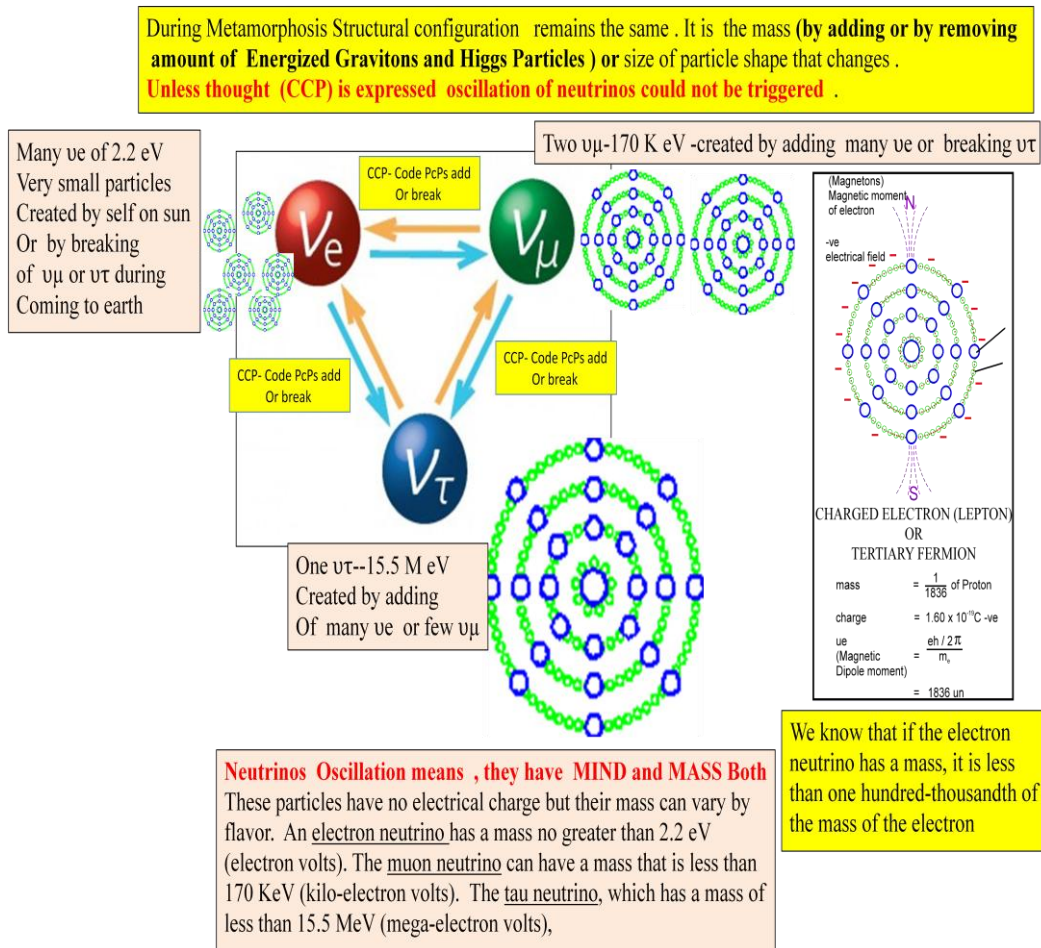 During Metamorphosis Structural configuration remains the same . It is the mass (by adding or by removing
amount of Energized Gravitons and Higgs Particles ) or size of particle shape that changes .
Unless thought (CCP) is expressed oscillation of neutrinos could not be triggered .
Many υe of 2.2 eV
Very small particles
Created by self on sun
Or by breaking
of υμ or υτ during
Coming to earth
Two υμ-170 K eV -created by adding many υe or breaking υτ
CCP- Code PcPs add
Or break
νe
νμ
CCP- Code PcPs add
Or break
CCP- Code PcPs add
Or break
ντ
One υτ--15.5 M eV
Created by adding
Of many υe or few υμ
(Magnetons)
Magnetic moment
of electron
N
-ve
electrical field
S
CHARGED ELECTRON (LEPTON)
OR
TERTIARY FERMION
mass = 1/1836 of Proton
charge = 1.60 x 10⁻¹⁹C -ve
ue
(Magnetic
Dipole moment) = eh / 2π / mₑ
= 1836 un
We know that if the electron
neutrino has a mass, it is less
than one hundred-thousandth of
the mass of the electron
Neutrinos Oscillation means , they have MIND and MASS Both
These particles have no electrical charge but their mass can vary by
flavor. An electron neutrino has a mass no greater than 2.2 eV
(electron volts). The muon neutrino can have a mass that is less than
170 KeV (kilo-electron volts). The tau neutrino, which has a mass of
less than 15.5 MeV (mega-electron volts),